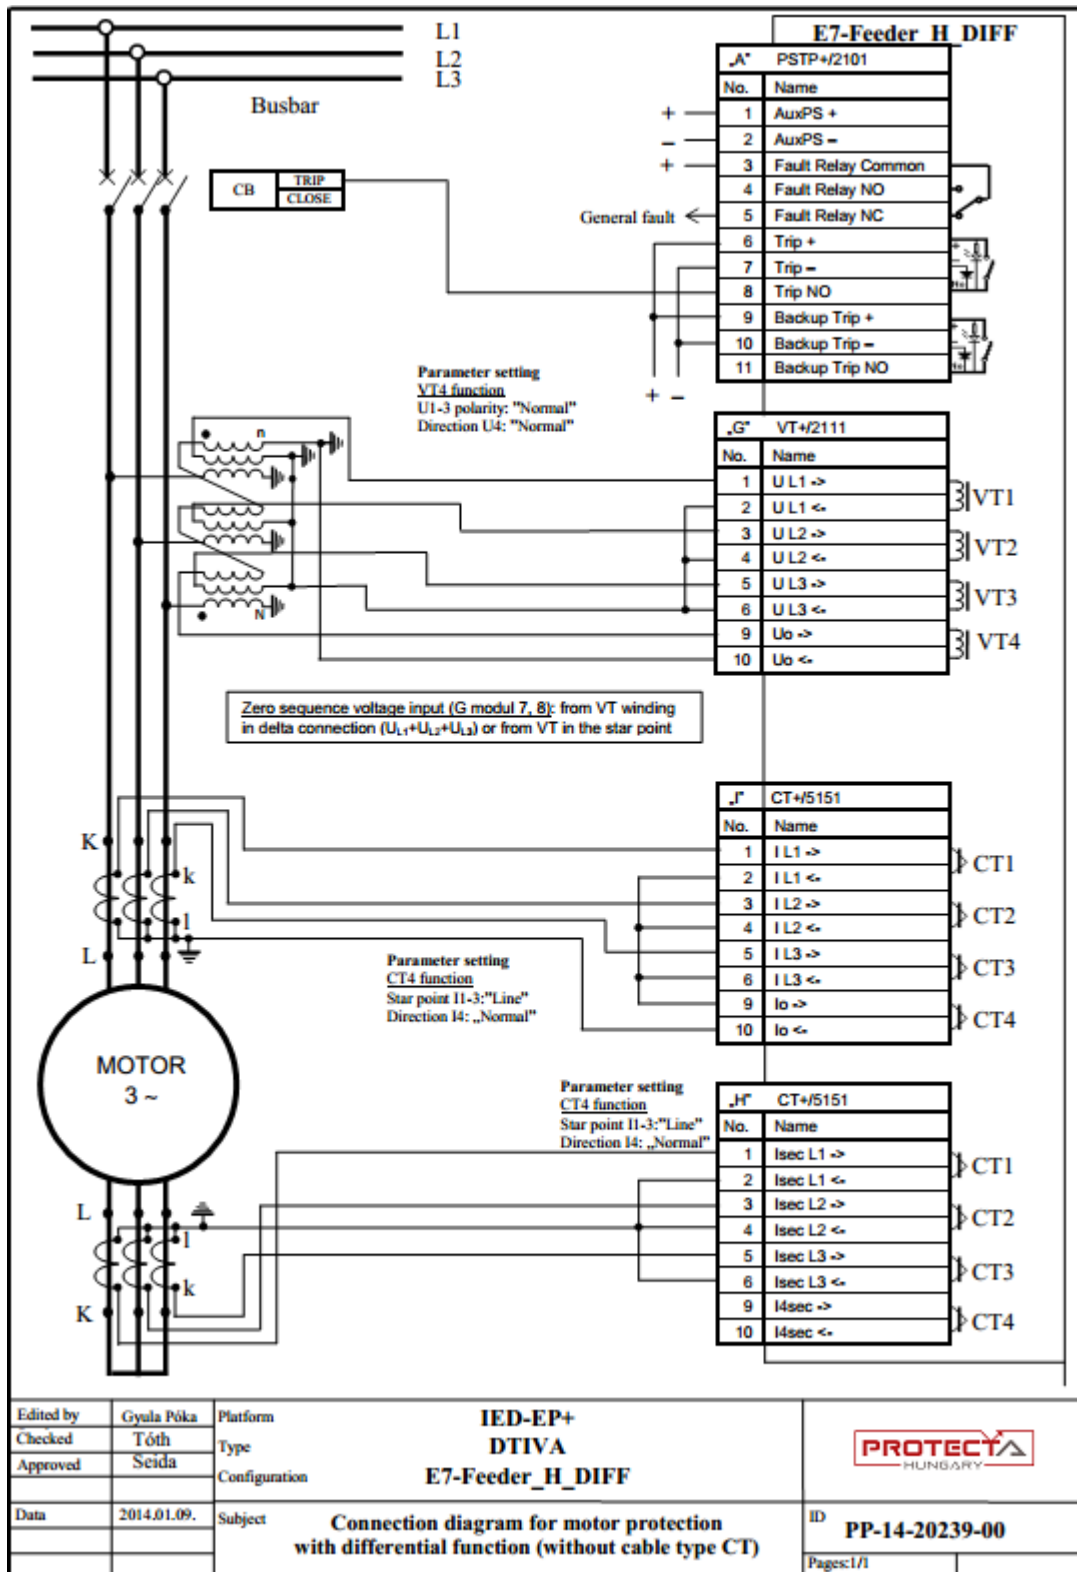 L1
L2
L3
Busbar
E7-Feeder_H_DIFF
CB
TRIP
CLOSE
General fault
+
−
+
„A” PSTP+/2101
No. Name
1 AuxPS +
2 AuxPS −
3 Fault Relay Common
4 Fault Relay NO
5 Fault Relay NC
6 Trip +
7 Trip −
8 Trip NO
9 Backup Trip +
10 Backup Trip −
11 Backup Trip NO
+ −
Parameter setting
VT4 function
U1-3 polarity: "Normal"
Direction U4: "Normal"
n
N
„G” VT+/2111
No. Name
1 U L1 ->
2 U L1 <-
3 U L2 ->
4 U L2 <-
5 U L3 ->
6 U L3 <-
9 Uo ->
10 Uo <-
VT1
VT2
VT3
VT4
Zero sequence voltage input (G modul 7, 8): from VT winding
in delta connection (UL1+UL2+UL3) or from VT in the star point
K
k
l
L
„I” CT+/5151
No. Name
1 I L1 ->
2 I L1 <-
3 I L2 ->
4 I L2 <-
5 I L3 ->
6 I L3 <-
9 Io ->
10 Io <-
CT1
CT2
CT3
CT4
Parameter setting
CT4 function
Star point I1-3:"Line"
Direction I4: „Normal”
MOTOR
3 ~
Parameter setting
CT4 function
Star point I1-3:"Line"
Direction I4: „Normal”
„H” CT+/5151
No. Name
1 Isec L1 ->
2 Isec L1 <-
3 Isec L2 ->
4 Isec L2 <-
5 Isec L3 ->
6 Isec L3 <-
9 I4sec ->
10 I4sec <-
CT1
CT2
CT3
CT4
L
l
k
K
Edited by Gyula Póka
Checked Tóth
Approved Seida
Data 2014.01.09.
Platform IED-EP+
Type DTIVA
Configuration E7-Feeder_H_DIFF
Subject Connection diagram for motor protection
with differential function (without cable type CT)
PROTECTA
HUNGARY
ID PP-14-20239-00
Pages:1/1